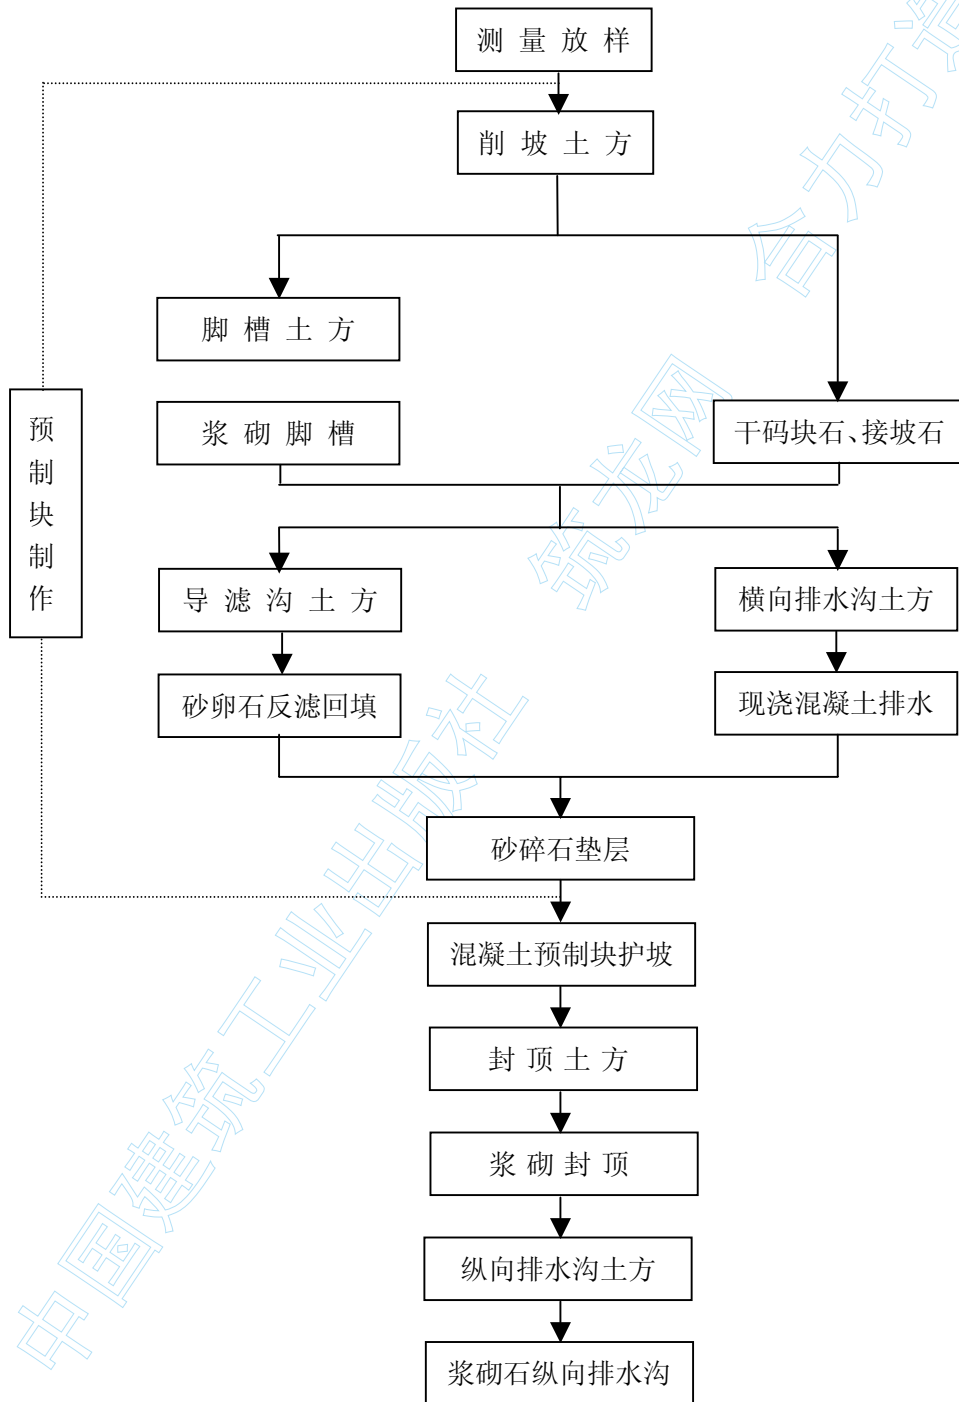 测量放样
削坡土方
脚槽土方
浆砌脚槽
干码块石、接坡石
预制块制作
导滤沟土方
横向排水沟土方
砂卵石反滤回填
现浇混凝土排水
砂碎石垫层
混凝土预制块护坡
封顶土方
浆砌封顶
纵向排水沟土方
浆砌石纵向排水沟
中国建筑工业出版社 筑龙网 合力打造